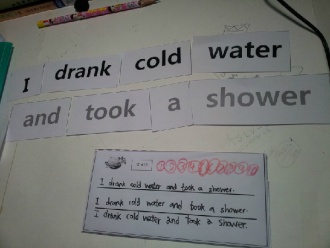 I drank cold water
and took a shower
I drank cold water and took a shower.
I drank cold water and took a shower.
I drank cold water and took a shower.